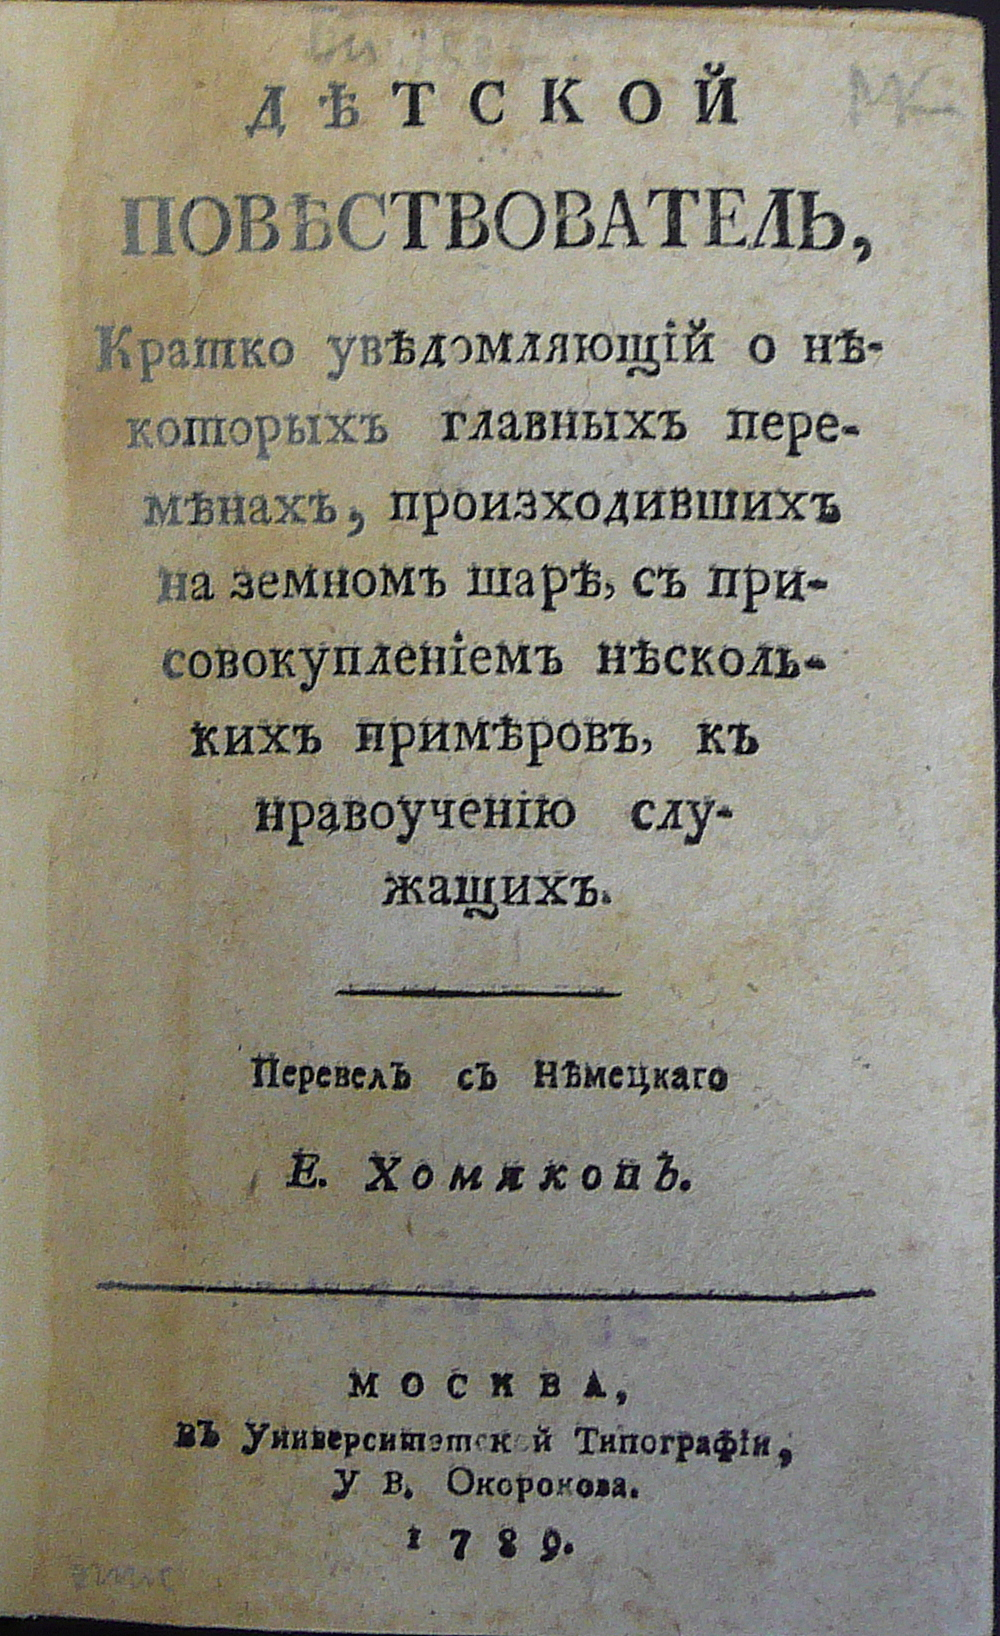 ДѢТСКОЙ
ПОВѢСТВОВАТЕЛЬ,
Кратко увѣдомляющій о нѣ-
которыхъ главныхъ пере-
мѣнахъ, произходившихъ
на земномъ шарѣ, съ при-
совокупленіемъ нѣсколь-
кихъ примѣровъ, къ
нравоученію слу-
жащихъ.
Перевелъ съ Нѣмецкаго
Е. Хомяковъ.
МОСКВА,
въ Университетской Типографіи,
у В. Окорокова.
1789.